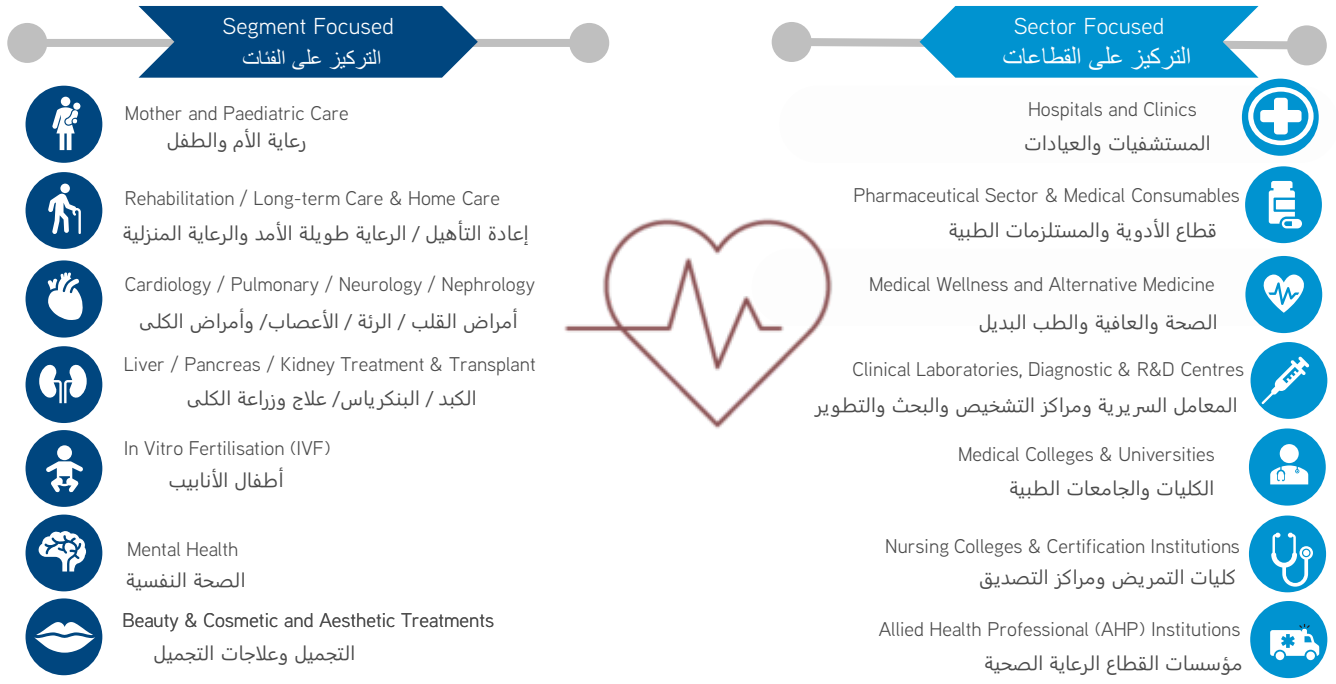 Segment Focused
التركيز على الفئات
Mother and Paediatric Care
رعاية الأم والطفل
Rehabilitation / Long-term Care & Home Care
إعادة التأهيل / الرعاية طويلة الأمد والرعاية المنزلية
Cardiology / Pulmonary / Neurology / Nephrology
أمراض القلب / الرئة / الأعصاب/ وأمراض الكلى
Liver / Pancreas / Kidney Treatment & Transplant
الكبد / البنكرياس/ علاج وزراعة الكلى
In Vitro Fertilisation (IVF)
أطفال الأنابيب
Mental Health
الصحة النفسية
Beauty & Cosmetic and Aesthetic Treatments
التجميل وعلاجات التجميل
Sector Focused
التركيز على القطاعات
Hospitals and Clinics
المستشفيات والعيادات
Pharmaceutical Sector & Medical Consumables
قطاع الأدوية والمستلزمات الطبية
Medical Wellness and Alternative Medicine
الصحة والعافية والطب البديل
Clinical Laboratories, Diagnostic & R&D Centres
المعامل السريرية ومراكز التشخيص والبحث والتطوير
Medical Colleges & Universities
الكليات والجامعات الطبية
Nursing Colleges & Certification Institutions
كليات التمريض ومراكز التصديق
Allied Health Professional (AHP) Institutions
مؤسسات القطاع الرعاية الصحية